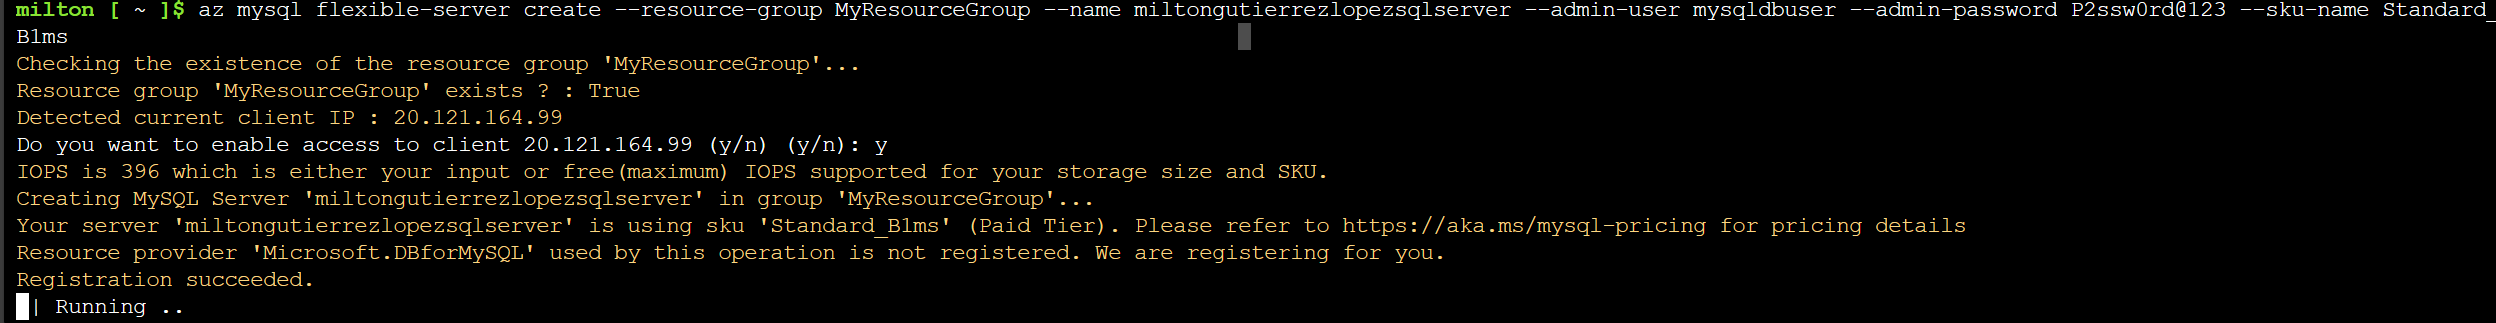 milton [ ~ ]$ az mysql flexible-server create --resource-group MyResourceGroup --name miltongutierrezlopezsqlserver --admin-user mysqldbuser --admin-password P2ssw0rd@123 --sku-name Standard_
B1ms
Checking the existence of the resource group 'MyResourceGroup'...
Resource group 'MyResourceGroup' exists ? : True
Detected current client IP : 20.121.164.99
Do you want to enable access to client 20.121.164.99 (y/n) (y/n): y
IOPS is 396 which is either your input or free(maximum) IOPS supported for your storage size and SKU.
Creating MySQL Server 'miltongutierrezlopezsqlserver' in group 'MyResourceGroup'...
Your server 'miltongutierrezlopezsqlserver' is using sku 'Standard_B1ms' (Paid Tier). Please refer to https://aka.ms/mysql-pricing for pricing details
Resource provider 'Microsoft.DBforMySQL' used by this operation is not registered. We are registering for you.
Registration succeeded.
| Running ..